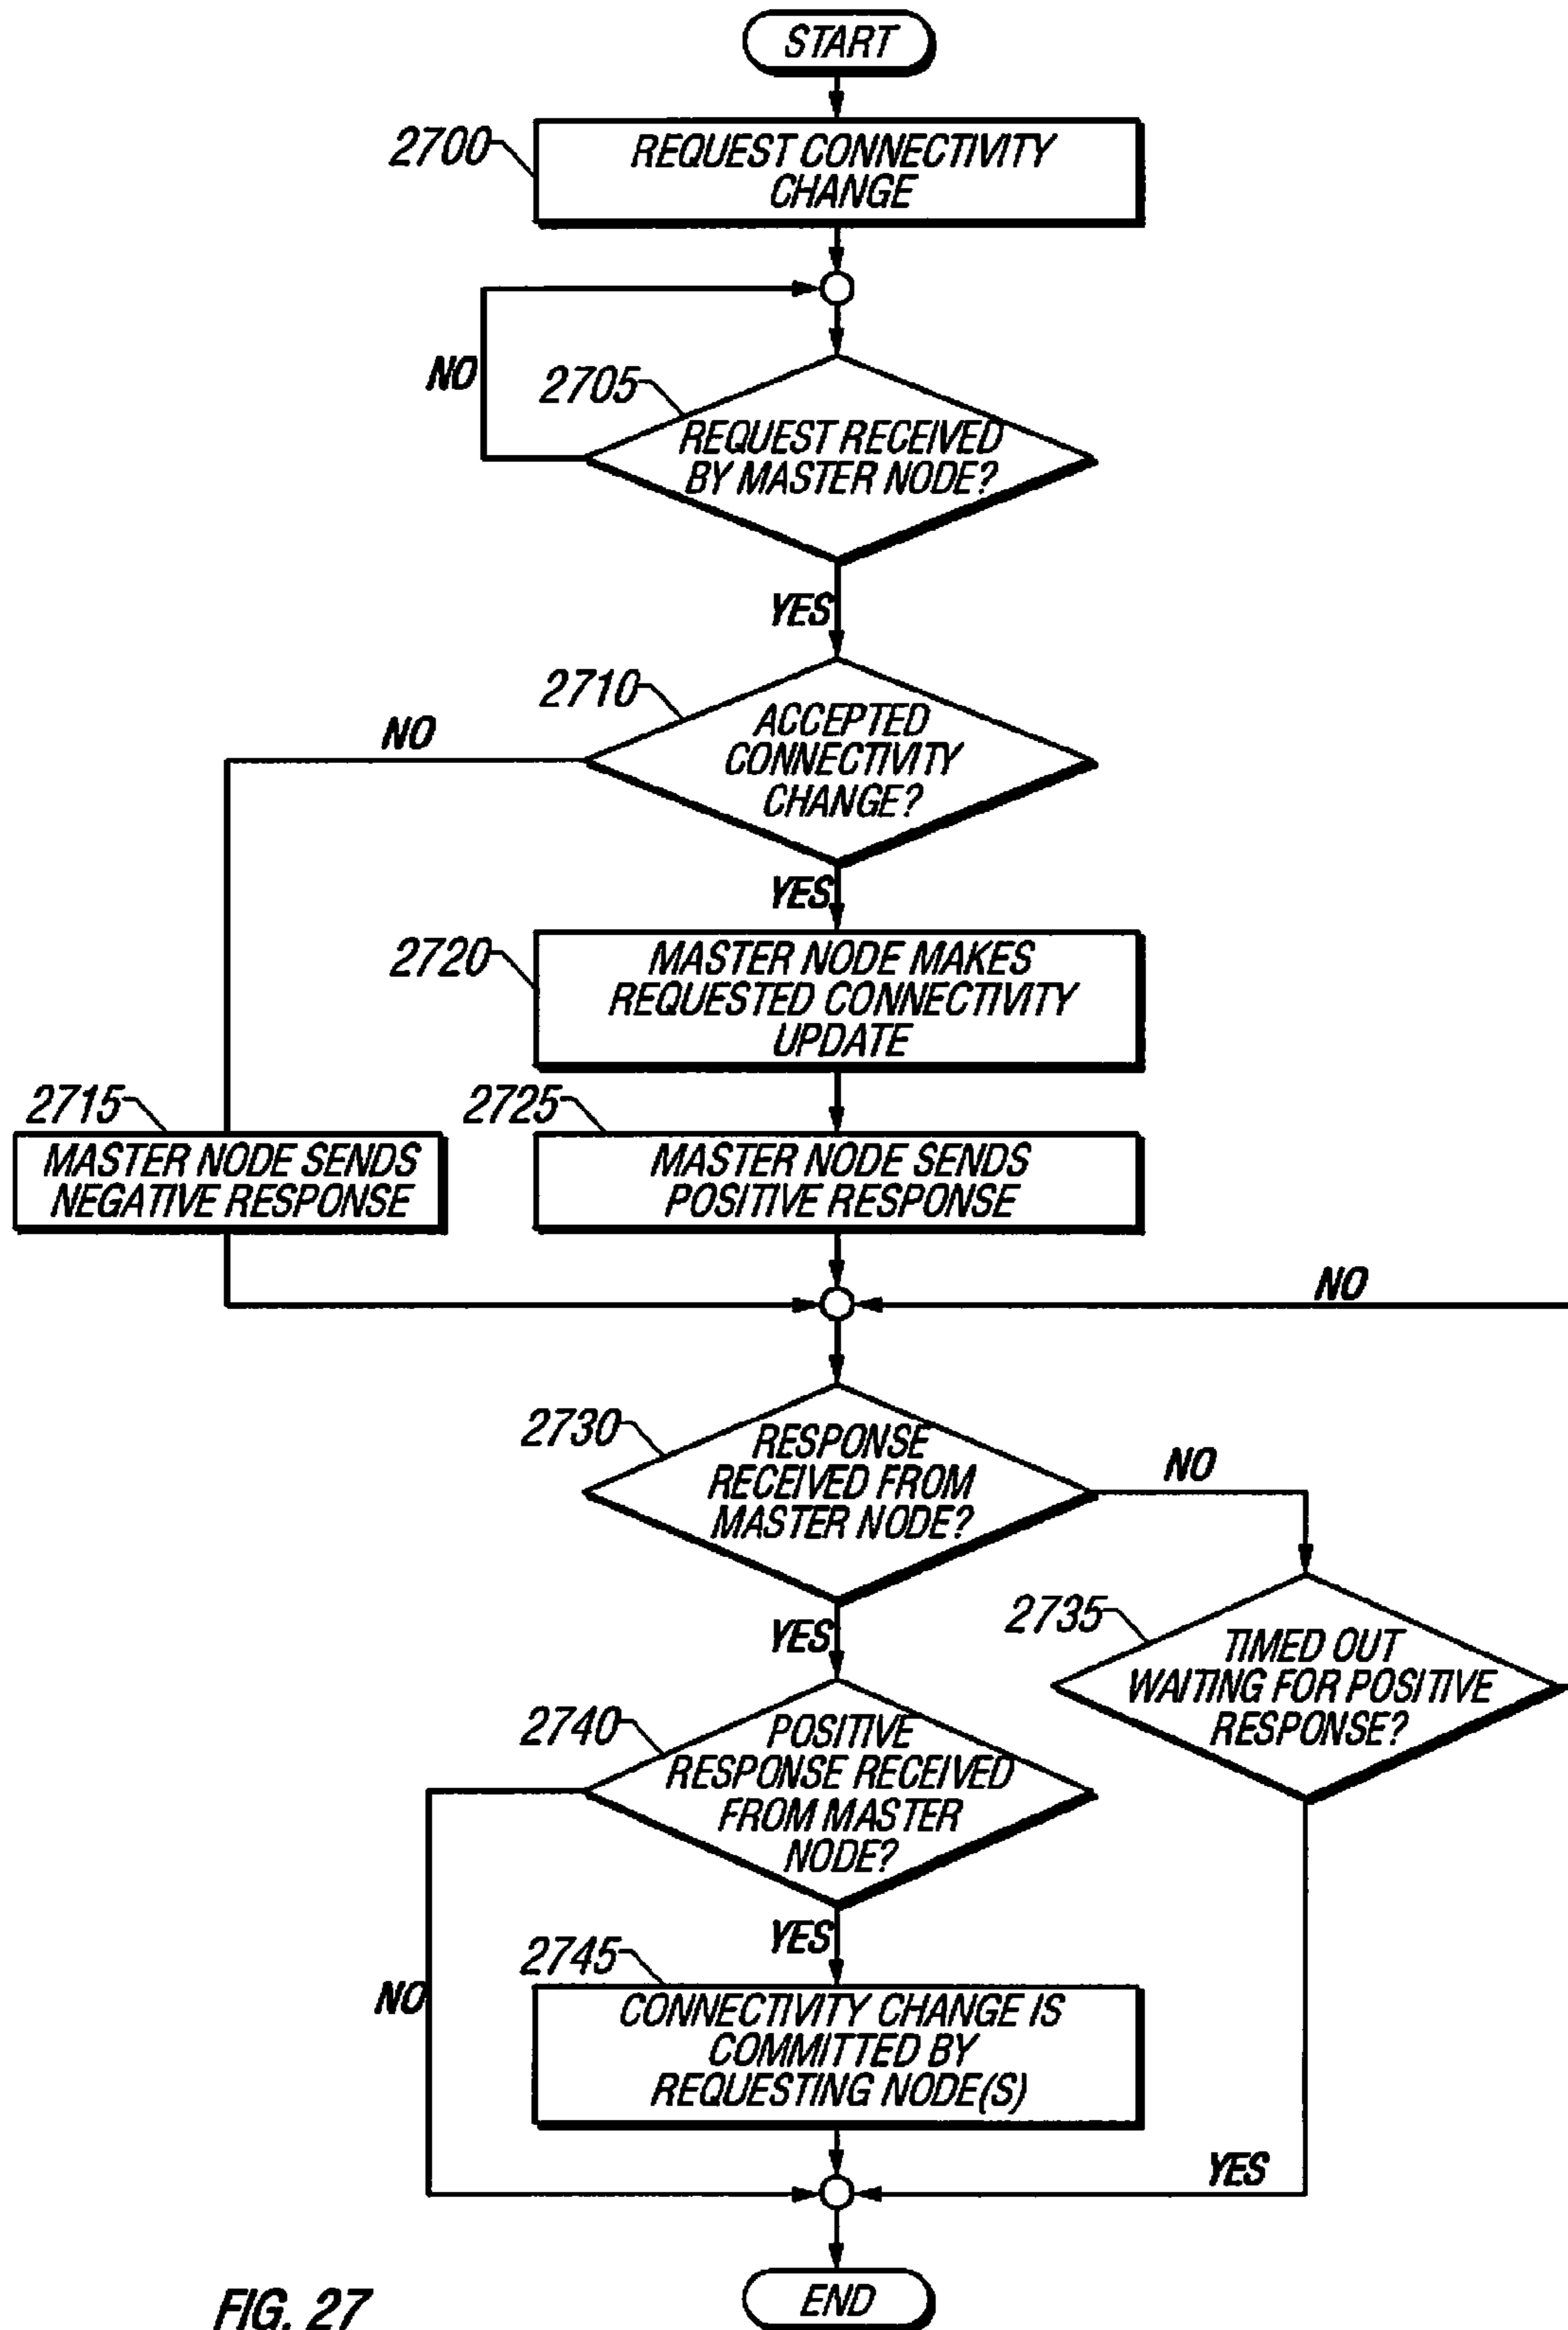 START
2700
REQUEST CONNECTIVITY
CHANGE
NO
2705
REQUEST RECEIVED
BY MASTER NODE?
YES
2710
NO
ACCEPTED
CONNECTIVITY
CHANGE?
YES
2720
MASTER NODE MAKES
REQUESTED CONNECTIVITY
UPDATE
2715
MASTER NODE SENDS
NEGATIVE RESPONSE
2725
MASTER NODE SENDS
POSITIVE RESPONSE
NO
2730
RESPONSE
RECEIVED FROM
MASTER NODE?
NO
YES
2735
TIMED OUT
WAITING FOR POSITIVE
RESPONSE?
2740
POSITIVE
RESPONSE RECEIVED
FROM MASTER
NODE?
YES
NO
2745
CONNECTIVITY CHANGE IS
COMMITTED BY
REQUESTING NODE(S)
YES
END
FIG. 27